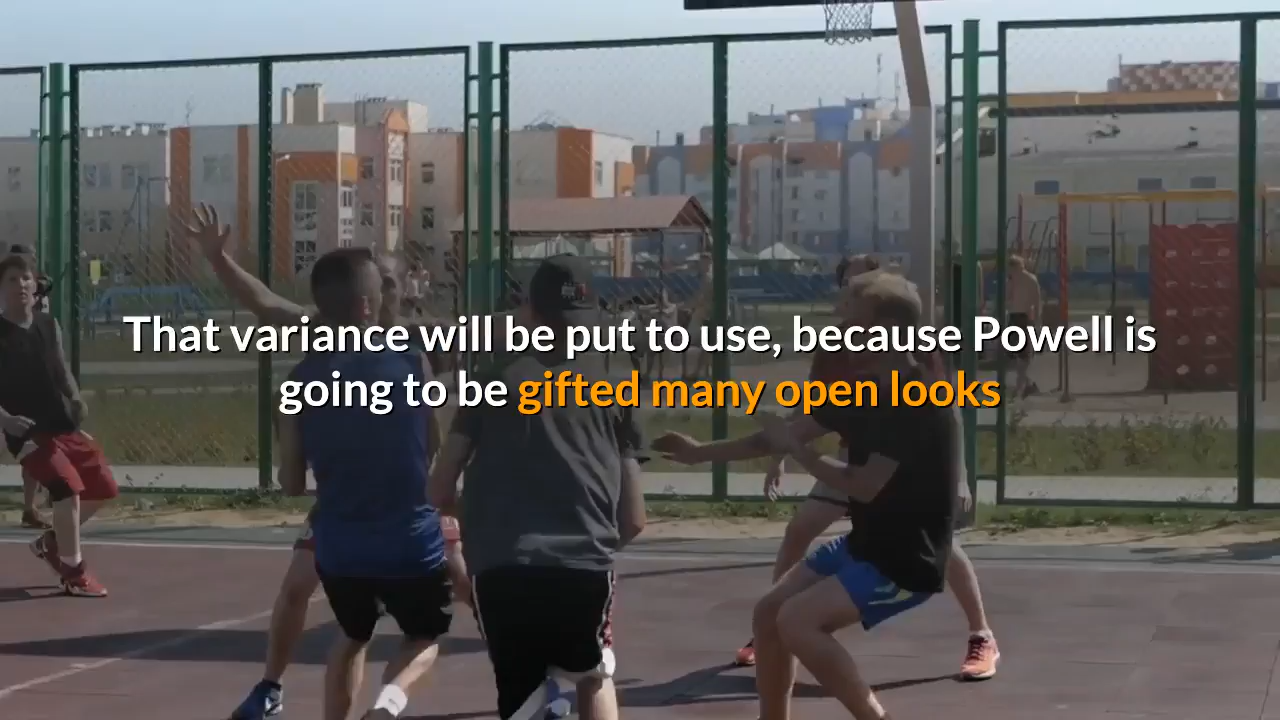 That variance will be put to use, because Powell is
going to be gifted many open looks